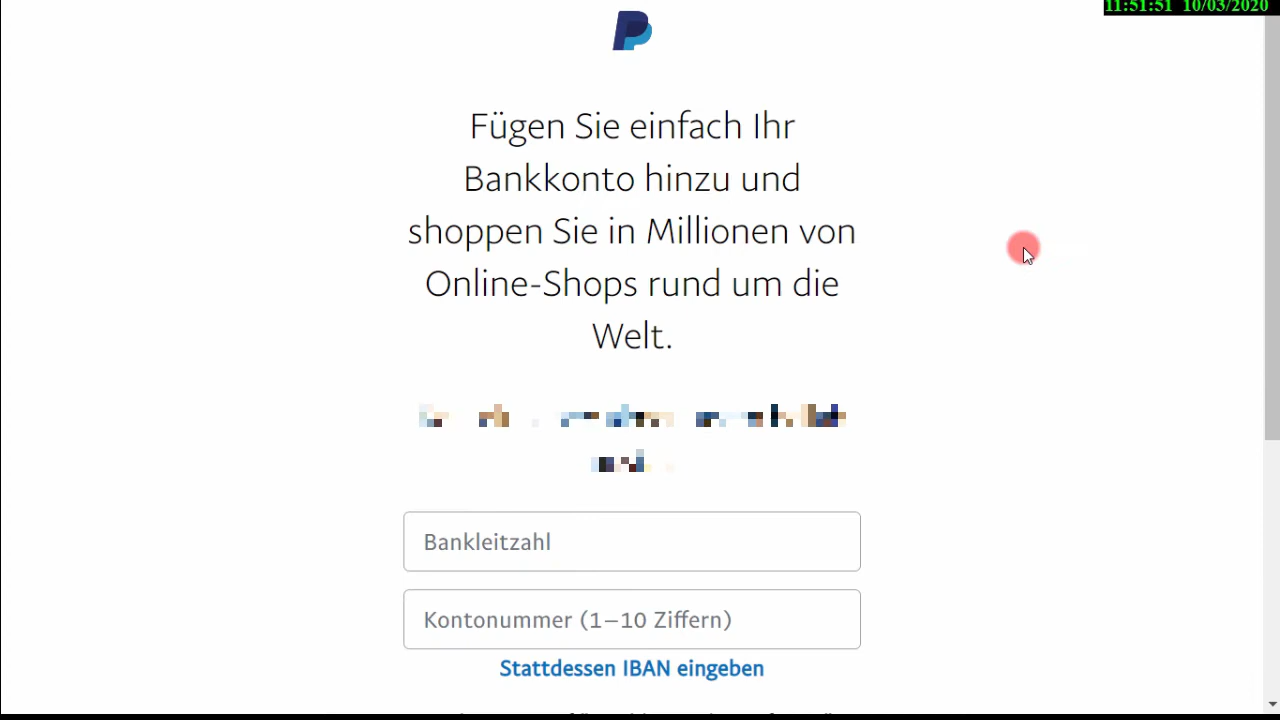 11:51:51 10/03/2020
Fügen Sie einfach Ihr
Bankkonto hinzu und
shoppen Sie in Millionen von
Online-Shops rund um die
Welt.
Bankleitzahl
Kontonummer (1–10 Ziffern)
Stattdessen IBAN eingeben